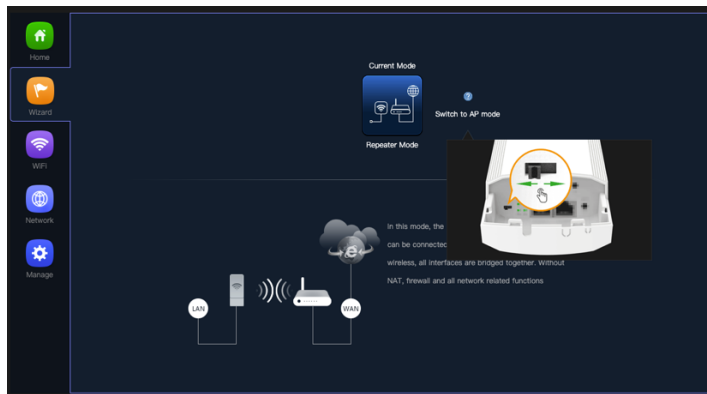 Home
Wizard
WiFi
Network
Manage
Current Mode
Repeater Mode
?
Switch to AP mode
In this mode, the
can be connected
wireless, all interfaces are bridged together. Without
NAT, firewall and all network related functions
LAN
WAN